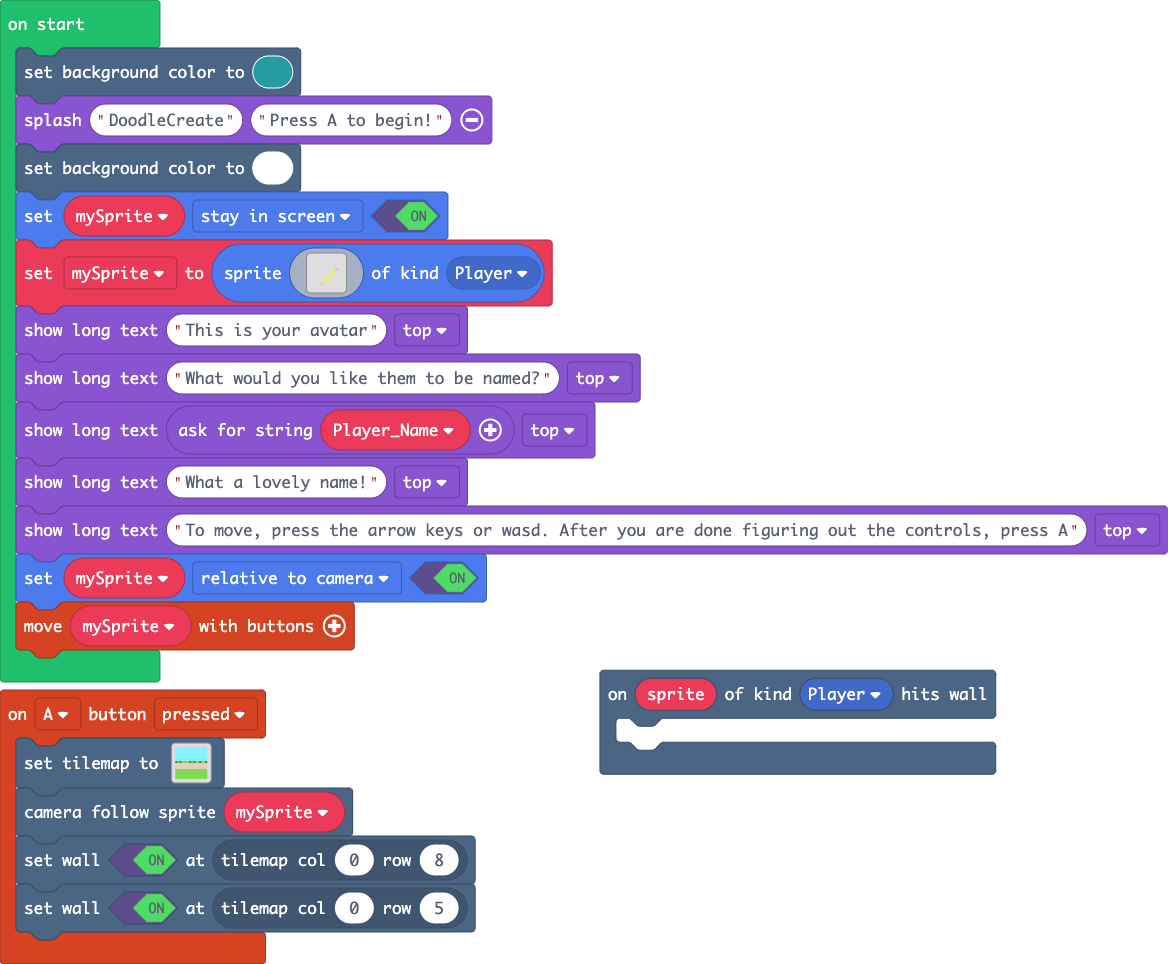 on start
set background color to
splash "DoodleCreate" "Press A to begin!"
set background color to
set mySprite stay in screen ON
set mySprite to sprite of kind Player
show long text "This is your avatar" top
show long text "What would you like them to be named?" top
show long text ask for string Player_Name top
show long text "What a lovely name!" top
show long text "To move, press the arrow keys or wasd. After you are done figuring out the controls, press A" top
set mySprite relative to camera ON
move mySprite with buttons
on sprite of kind Player hits wall
on A button pressed
set tilemap to
camera follow sprite mySprite
set wall ON at tilemap col 0 row 8
set wall ON at tilemap col 0 row 5